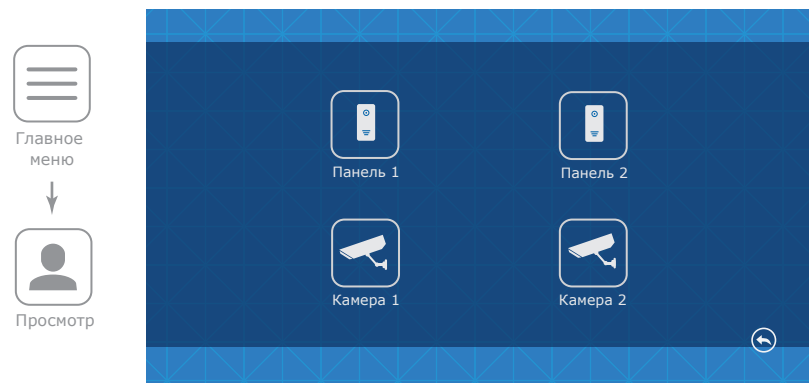 Главное
меню
Просмотр
Панель 1
Панель 2
Камера 1
Камера 2